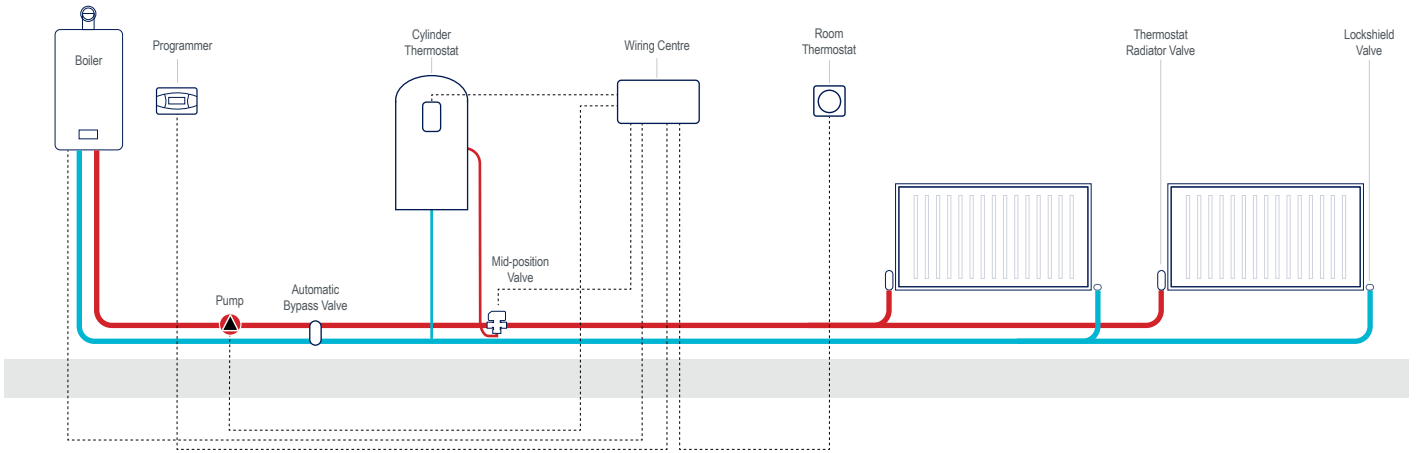 Boiler
Programmer
Cylinder
Thermostat
Wiring Centre
Room
Thermostat
Thermostat
Radiator Valve
Lockshield
Valve
Mid-position
Valve
Pump
Automatic
Bypass Valve